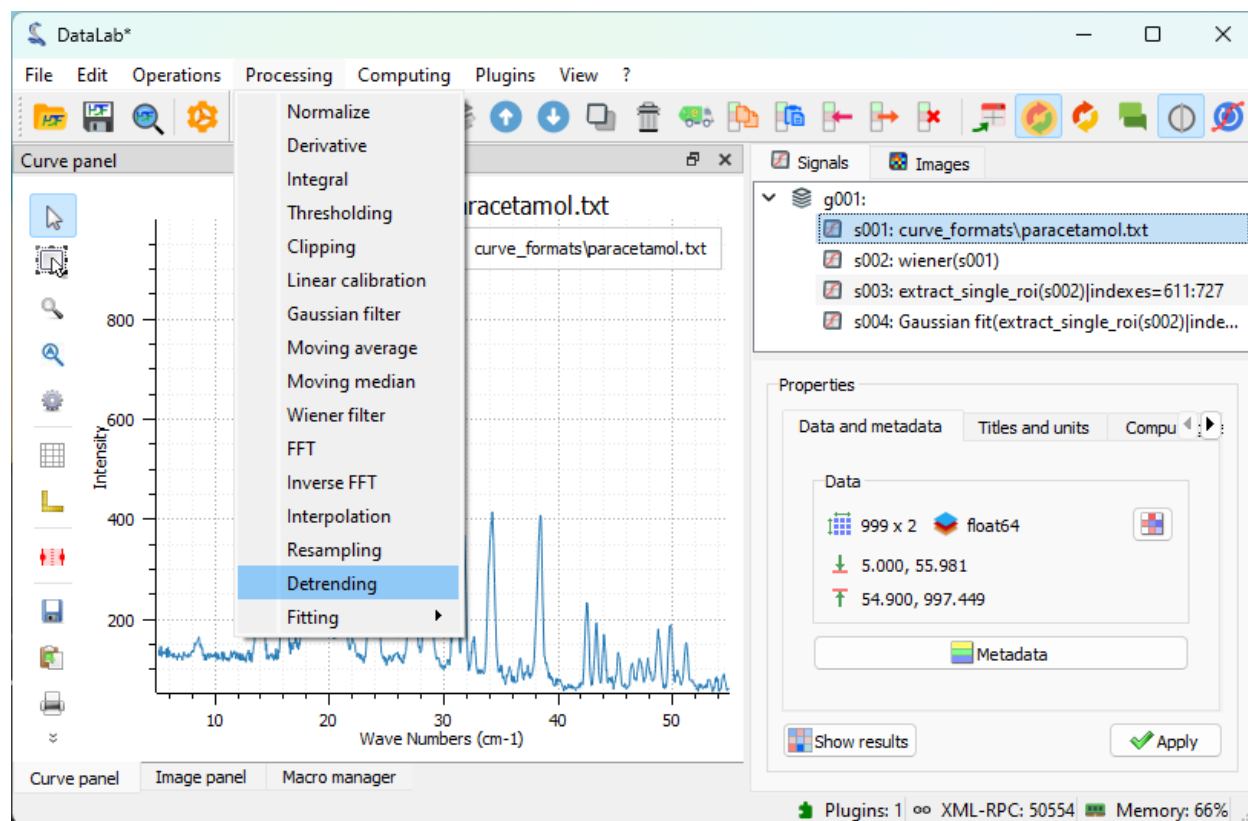 DataLab*
File Edit Operations Processing Computing Plugins View ?
Curve panel
Normalize
Derivative
Integral
Thresholding
Clipping
Linear calibration
Gaussian filter
Moving average
Moving median
Wiener filter
FFT
Inverse FFT
Interpolation
Resampling
Detrending
Fitting
racetamol.txt
curve_formats\paracetamol.txt
800
600
400
200
Intensity
10 20 30 40 50
Wave Numbers (cm-1)
Curve panel Image panel Macro manager
Signals Images
g001:
s001: curve_formats\paracetamol.txt
s002: wiener(s001)
s003: extract_single_roi(s002)|indexes=611:727
s004: Gaussian fit(extract_single_roi(s002)|inde...
Properties
Data and metadata Titles and units Compu
Data
999 x 2 float64
5.000, 55.981
54.900, 997.449
Metadata
Show results Apply
Plugins: 1 XML-RPC: 50554 Memory: 66%